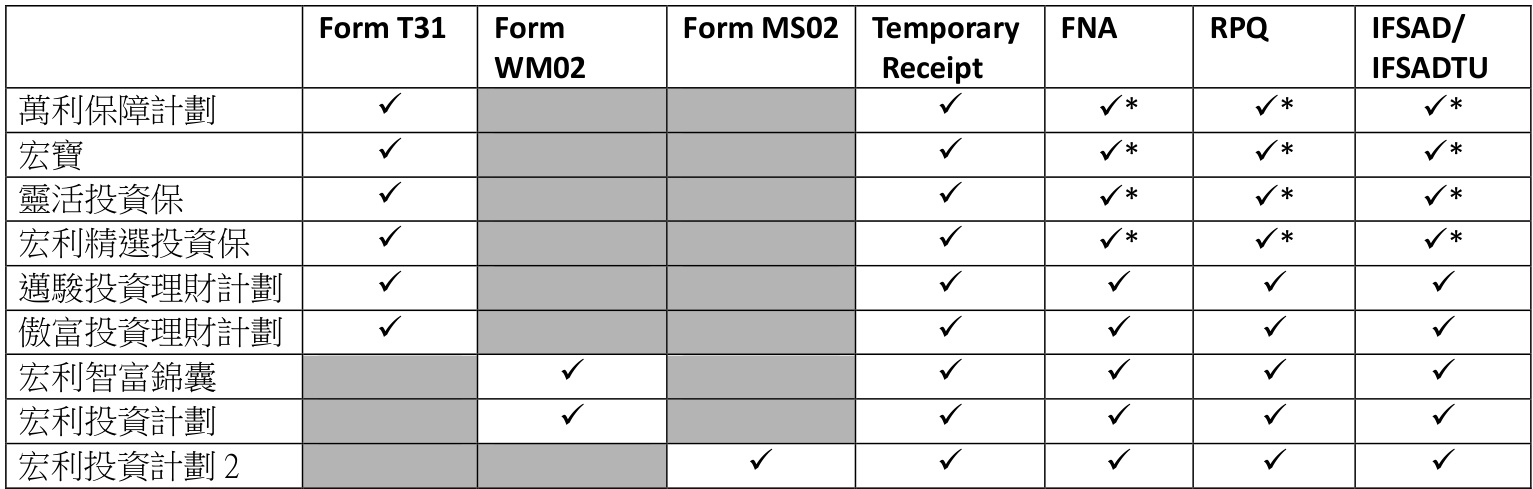 Form T31 Form WM02 Form MS02 Temporary Receipt FNA RPQ IFSAD/ IFSADTU
萬利保障計劃 ✓ ✓ ✓* ✓* ✓*
宏寶 ✓ ✓ ✓* ✓* ✓*
靈活投資保 ✓ ✓ ✓* ✓* ✓*
宏利精選投資保 ✓ ✓ ✓* ✓* ✓*
邁駿投資理財計劃 ✓ ✓ ✓ ✓ ✓
傲富投資理財計劃 ✓ ✓ ✓ ✓ ✓
宏利智富錦囊 ✓ ✓ ✓ ✓ ✓
宏利投資計劃 ✓ ✓ ✓ ✓ ✓
宏利投資計劃 2 ✓ ✓ ✓ ✓ ✓